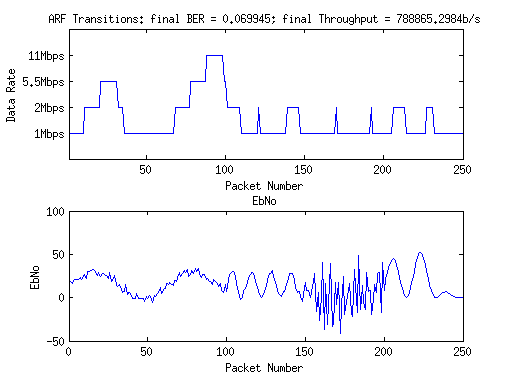 ARF Transitions: final BER = 0.069945; final Throughput = 788865.2984b/s
11Mbps
5.5Mbps
2Mbps
1Mbps
Data Rate
50 100 150 200 250
Packet Number
EbNo
100
50
0
-50
EbNo
0 50 100 150 200 250
Packet Number